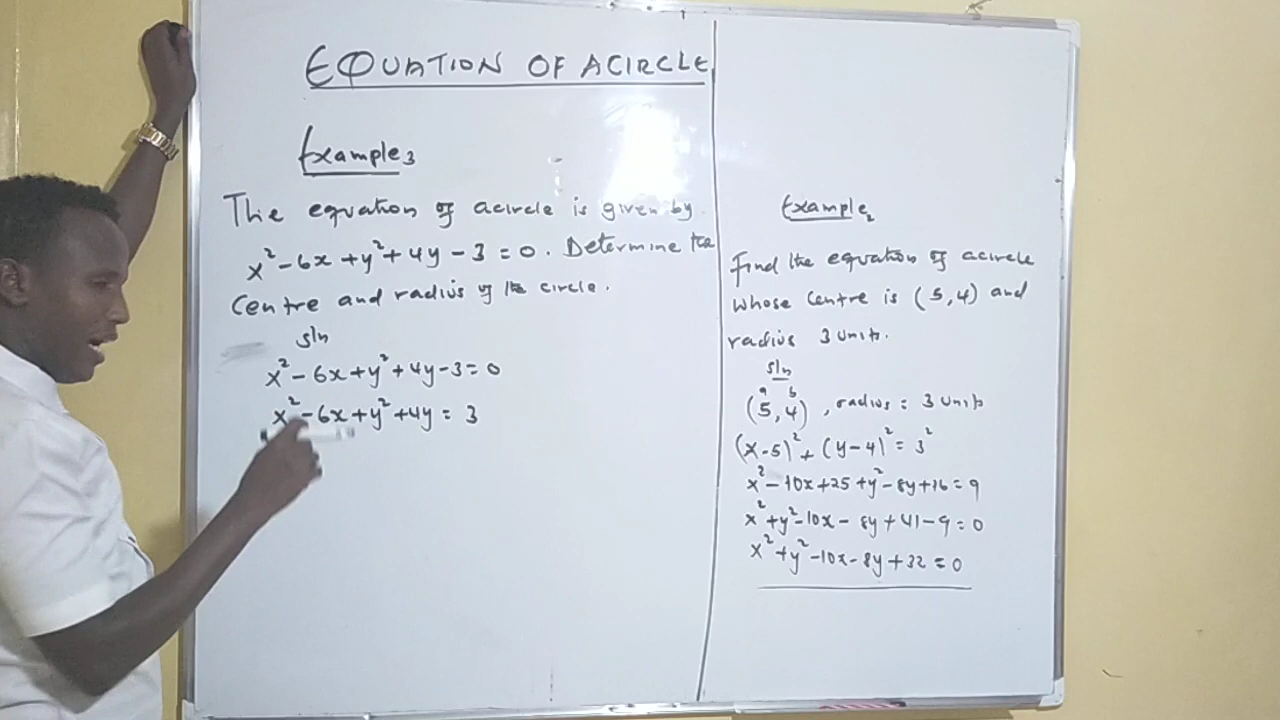 EQUATION OF ACIRCLE
Example 3
The equation of acircle is given by
x² - 6x + y² + 4y - 3 = 0. Determine the
Centre and radius of the circle.
sln
x² - 6x + y² + 4y - 3 = 0
x² - 6x + y² + 4y = 3
Example 2
find the equation of acircle
whose centre is (5,4) and
radius 3 units.
sln
a b
(5,4), radius = 3 units
(x-5)² + (y-4)² = 3²
x² - 10x + 25 + y² - 8y + 16 = 9
x² + y² - 10x - 8y + 41 - 9 = 0
x² + y² - 10x - 8y + 32 = 0